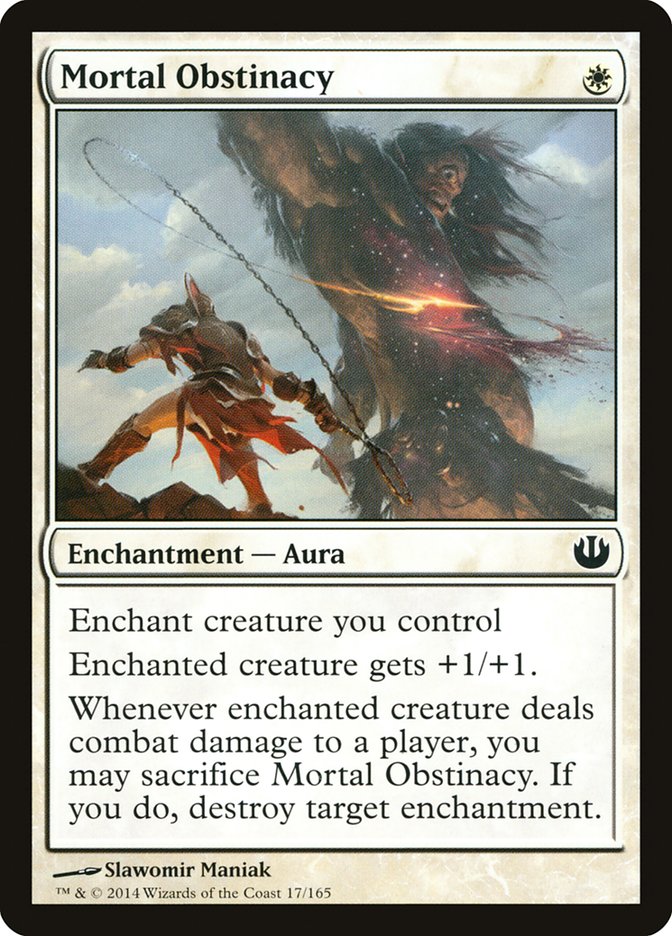 Mortal Obstinacy
Enchantment — Aura
Enchant creature you control
Enchanted creature gets +1/+1.
Whenever enchanted creature deals
combat damage to a player, you
may sacrifice Mortal Obstinacy. If
you do, destroy target enchantment.
Slawomir Maniak
™ & © 2014 Wizards of the Coast 17/165